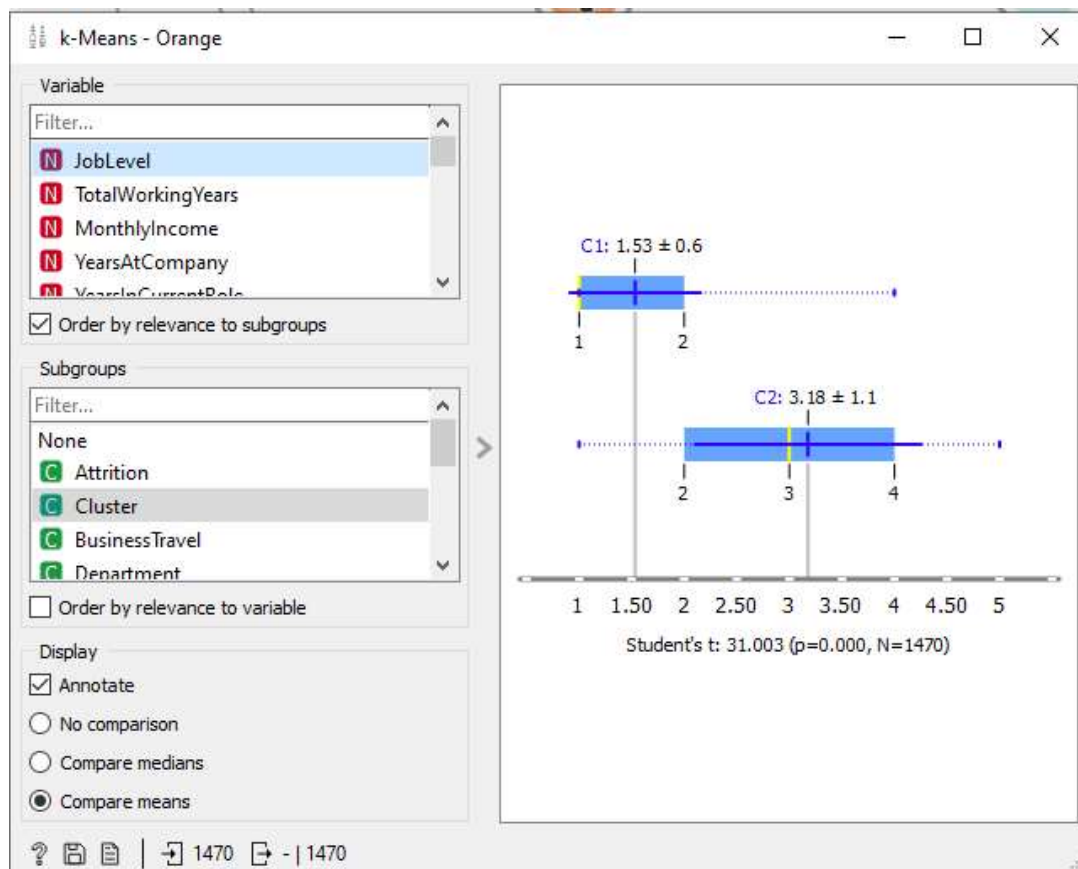 k-Means - Orange
Variable
Filter...
N JobLevel
N TotalWorkingYears
N MonthlyIncome
N YearsAtCompany
N YearsInCurrentRole
Order by relevance to subgroups
Subgroups
Filter...
None
C Attrition
C Cluster
C BusinessTravel
C Department
Order by relevance to variable
Display
Annotate
No comparison
Compare medians
Compare means
? 1470 - | 1470
C1: 1.53 ± 0.6
1 2
C2: 3.18 ± 1.1
2 3 4
1 1.50 2 2.50 3 3.50 4 4.50 5
Student's t: 31.003 (p=0.000, N=1470)